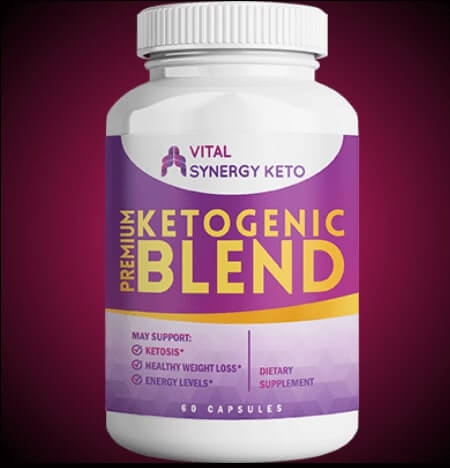 VITAL
SYNERGY KETO
PREMIUM
KETOGENIC
BLEND
MAY SUPPORT:
KETOSIS*
HEALTHY WEIGHT LOSS*
ENERGY LEVELS*
DIETARY
SUPPLEMENT
60 CAPSULES